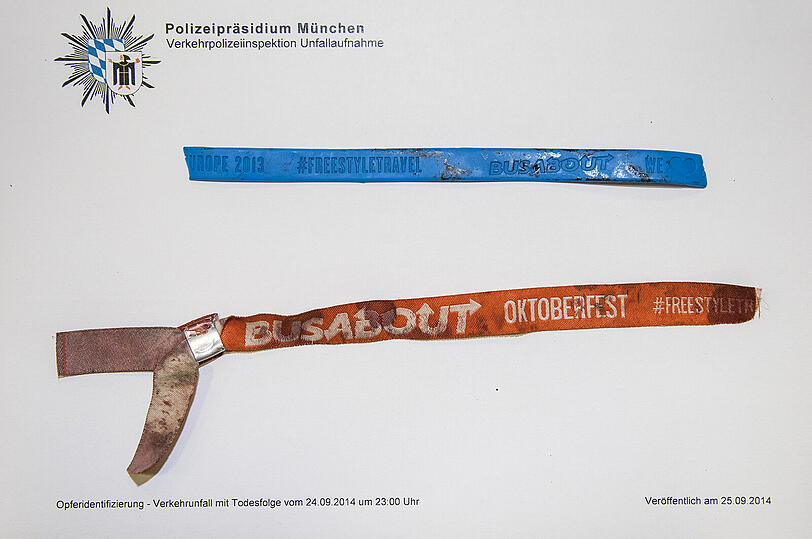 Polizeipräsidium München
Verkehrpolizeiinspektion Unfallaufnahme
UROPE 2013 #FREESTYLETRAVEL BUSABOUT WE
BUSABOUT OKTOBERFEST #FREESTYLETR
Opferidentifizierung - Verkehrunfall mit Todesfolge vom 24.09.2014 um 23:00 Uhr
Veröffentlich am 25.09.2014